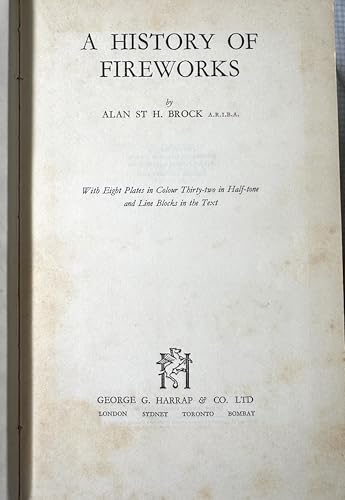 A HISTORY OF
FIREWORKS
by
ALAN ST H. BROCK A.R.I.B.A.
With Eight Plates in Colour Thirty-two in Half-tone
and Line Blocks in the Text
H
GEORGE G. HARRAP & CO. LTD
LONDON SYDNEY TORONTO BOMBAY